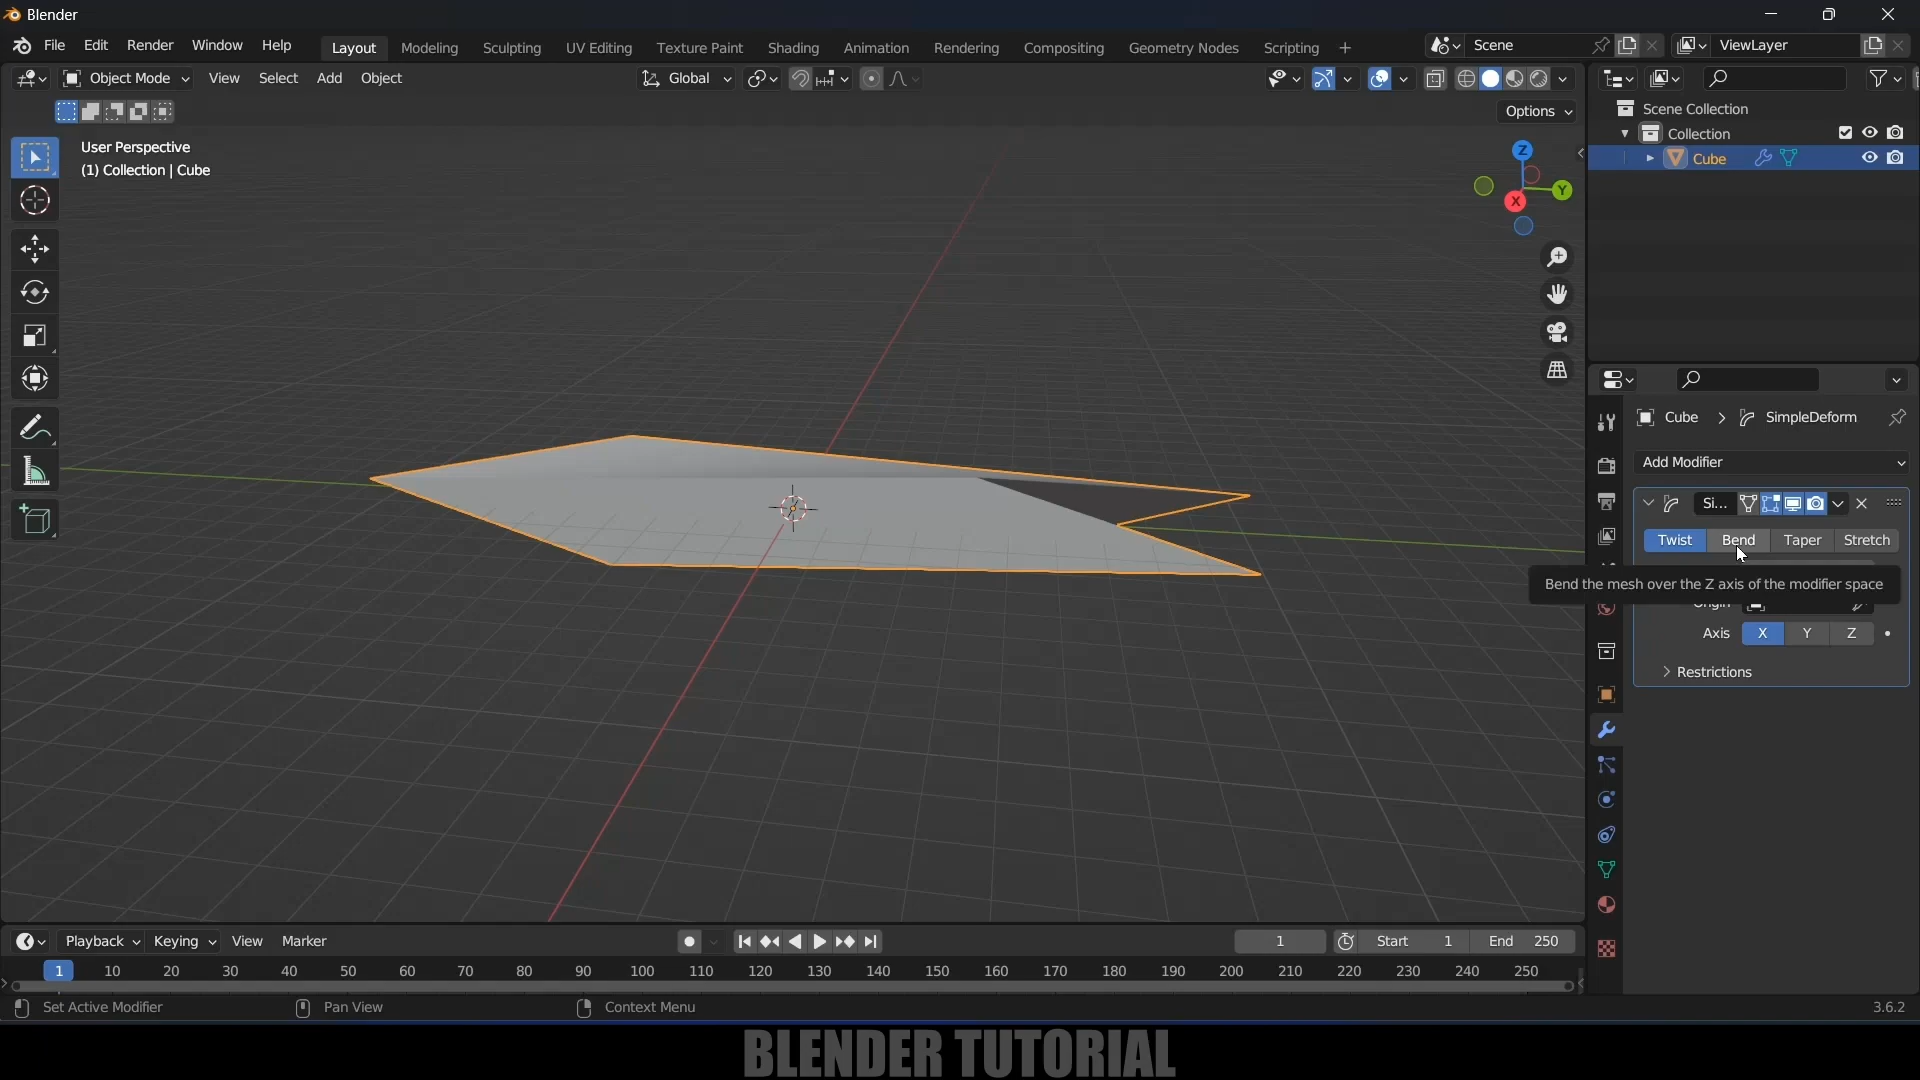 Blender
File Edit Render Window Help Layout Modeling Sculpting UV Editing Texture Paint Shading Animation Rendering Compositing Geometry Nodes Scripting + Scene ViewLayer
Object Mode View Select Add Object Global
Options
User Perspective
(1) Collection | Cube
Z
Y
X
Scene Collection
Collection
Cube
Cube > SimpleDeform
Add Modifier
Si...
Twist Bend Taper Stretch
Bend the mesh over the Z axis of the modifier space
Origin
Axis X Y Z
Restrictions
Playback Keying View Marker 1 Start 1 End 250
1 10 20 30 40 50 60 70 80 90 100 110 120 130 140 150 160 170 180 190 200 210 220 230 240 250
Set Active Modifier Pan View Context Menu 3.6.2
BLENDER TUTORIAL